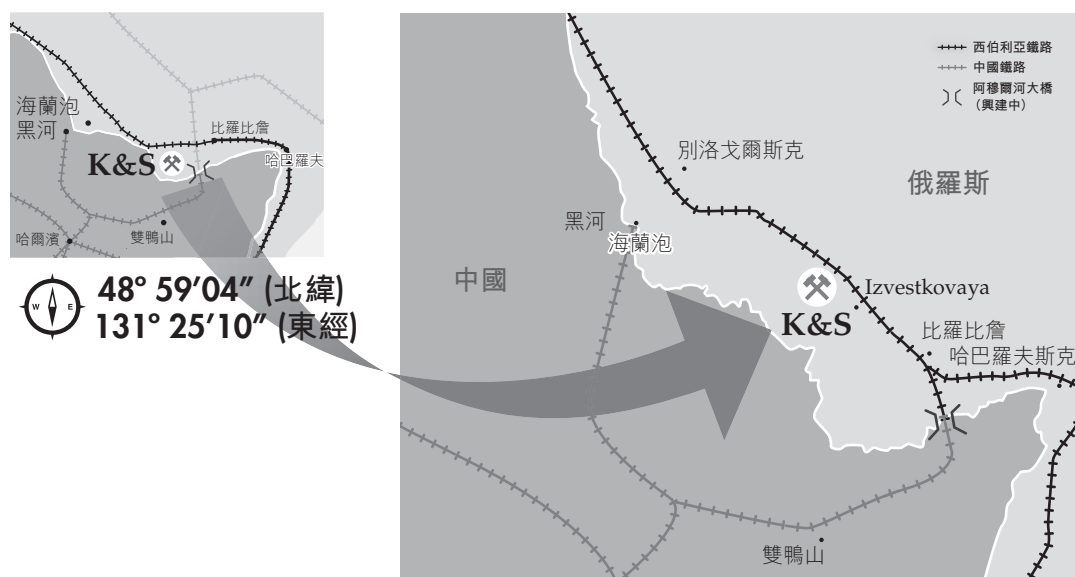 海蘭泡
黑河
比羅比詹
K&S
哈巴羅夫
哈爾濱
雙鴨山
W E
48° 59’04” (北緯)
131° 25’10” (東經)
西伯利亞鐵路
中國鐵路
阿穆爾河大橋
(興建中)
別洛戈爾斯克
俄羅斯
黑河
海蘭泡
中國
Izvestkovaya
K&S
比羅比詹
哈巴羅夫斯克
雙鴨山